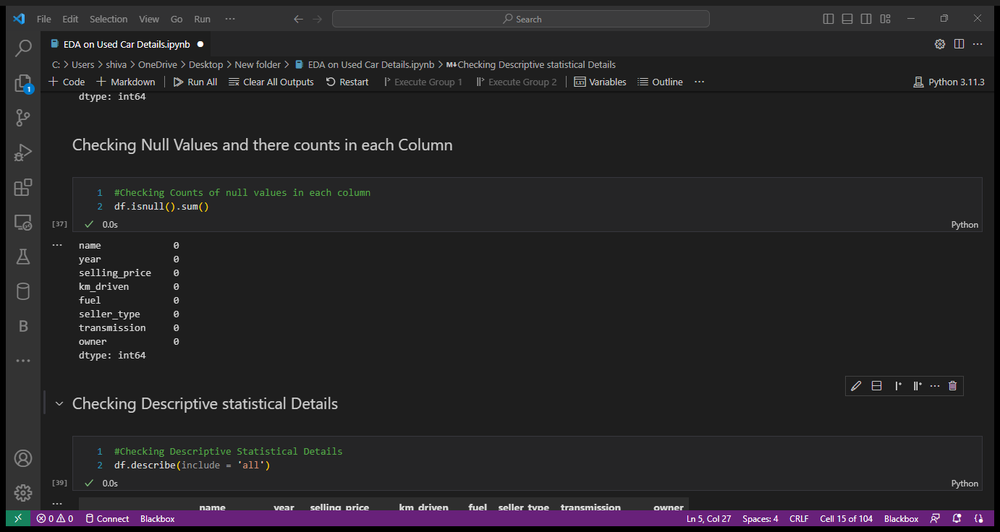 File Edit Selection View Go Run ··· Search
EDA on Used Car Details.ipynb
C: > Users > shiva > OneDrive > Desktop > New folder > EDA on Used Car Details.ipynb > M↓Checking Descriptive statistical Details
+ Code + Markdown | Run All Clear All Outputs Restart Execute Group 1 Execute Group 2 | Variables Outline ··· Python 3.11.3
dtype: int64
Checking Null Values and there counts in each Column
1 #Checking Counts of null values in each column
2 df.isnull().sum()
[37] ✓ 0.0s Python
··· name 0
year 0
selling_price 0
km_driven 0
fuel 0
seller_type 0
transmission 0
owner 0
dtype: int64
Checking Descriptive statistical Details
1 #Checking Descriptive Statistical Details
2 df.describe(include = 'all')
[39] ✓ 0.0s Python
··· name year selling_price km_driven fuel seller_type transmission owner
1
B
0 0 Connect Blackbox Ln 5, Col 27 Spaces: 4 CRLF Cell 15 of 104 Blackbox